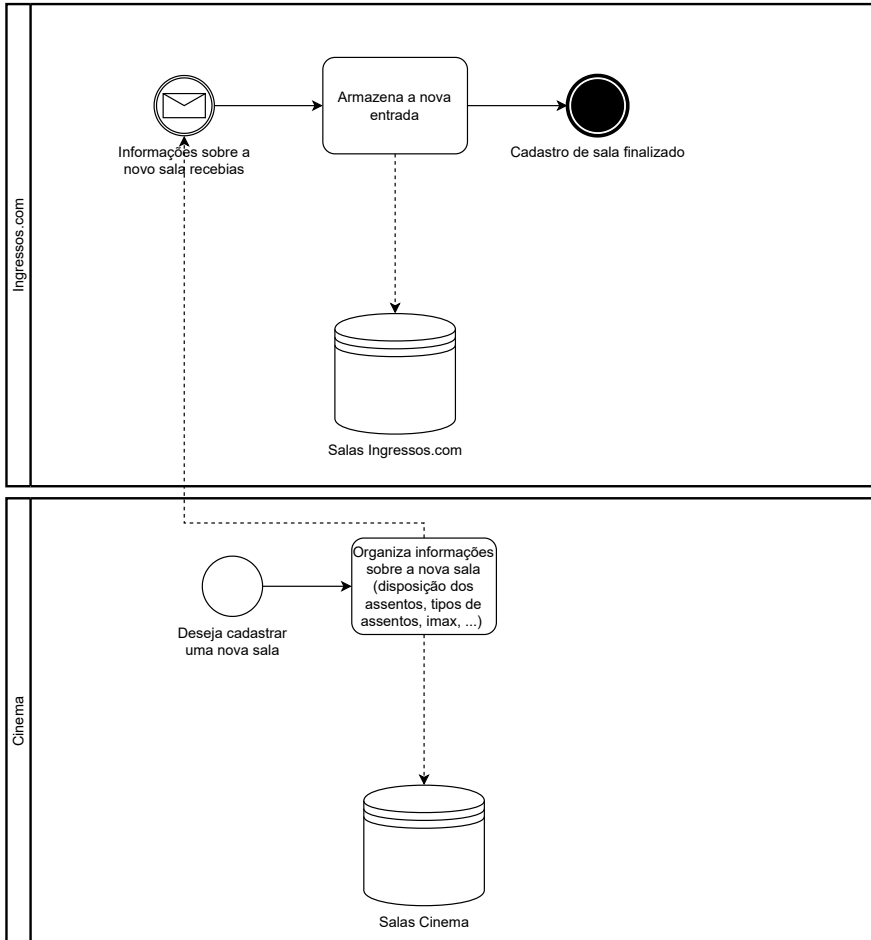 Ingressos.com
Informações sobre a
novo sala recebias
Armazena a nova
entrada
Cadastro de sala finalizado
Salas Ingressos.com
Cinema
Deseja cadastrar
uma nova sala
Organiza informações
sobre a nova sala
(disposição dos
assentos, tipos de
assentos, imax, ...)
Salas Cinema